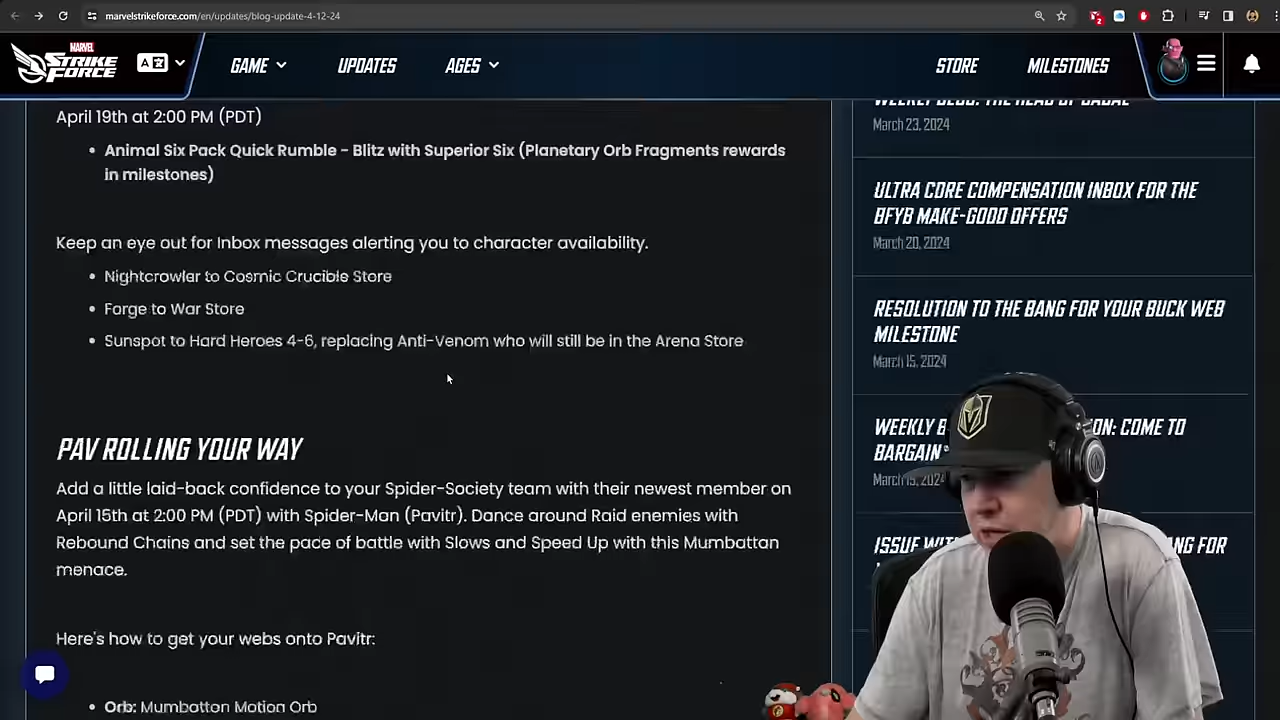 marvelstrikeforce.com/en/updates/blog-update-4-12-24
2
MARVEL
STRIKE
FORCE
GAME
UPDATES
AGES
STORE
MILESTONES
April 19th at 2:00 PM (PDT)
• Animal Six Pack Quick Rumble - Blitz with Superior Six (Planetary Orb Fragments rewards
in milestones)
Keep an eye out for Inbox messages alerting you to character availability.
• Nightcrawler to Cosmic Crucible Store
• Forge to War Store
• Sunspot to Hard Heroes 4-6, replacing Anti-Venom who will still be in the Arena Store
PAV ROLLING YOUR WAY
Add a little laid-back confidence to your Spider-Society team with their newest member on
April 15th at 2:00 PM (PDT) with Spider-Man (Pavitr). Dance around Raid enemies with
Rebound Chains and set the pace of battle with Slows and Speed Up with this Mumbattan
menace.
Here's how to get your webs onto Pavitr:
• Orb: Mumbattan Motion Orb
March 23, 2024
ULTRA CORE COMPENSATION INBOX FOR THE
BFYB MAKE-GOOD OFFERS
March 20, 2024
RESOLUTION TO THE BANG FOR YOUR BUCK WEB
MILESTONE
March 15, 2024
WEEKLY ON: COME TO
BARGAIN
March
ISSUE ANG FOR